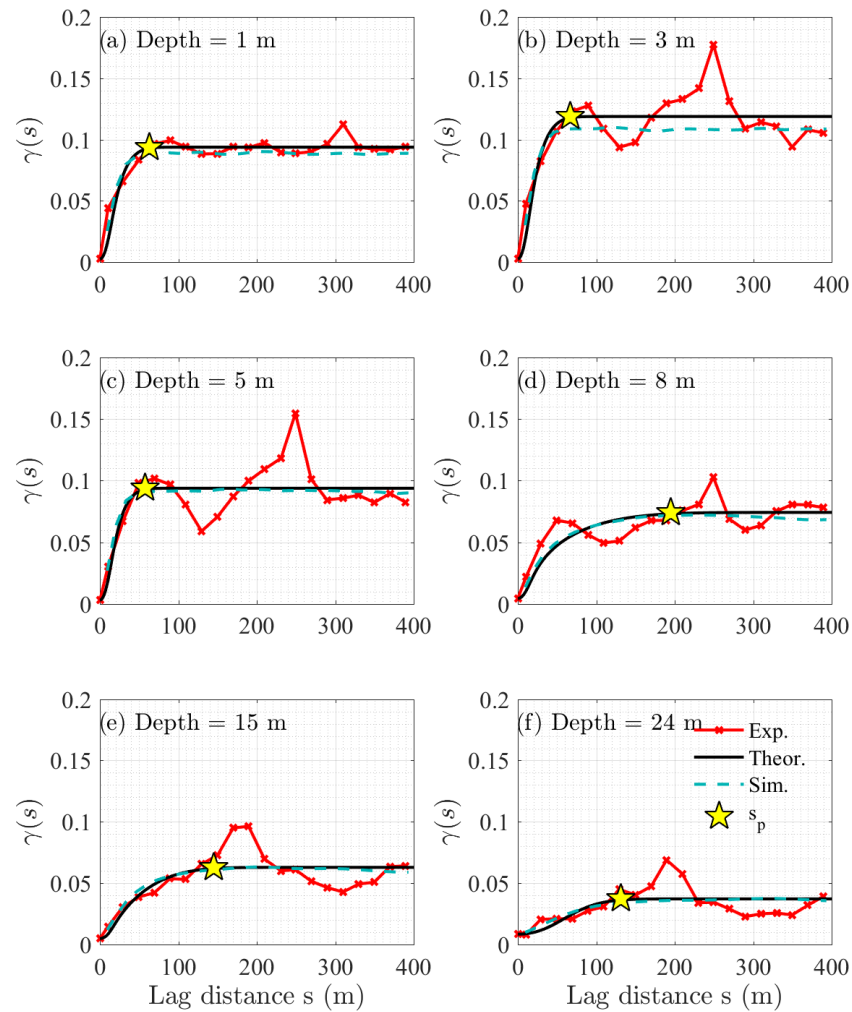 (a) Depth = 1 m
γ(s)
0.2
0.15
0.1
0.05
0
0 100 200 300 400
(b) Depth = 3 m
γ(s)
0.2
0.15
0.1
0.05
0
0 100 200 300 400
(c) Depth = 5 m
γ(s)
0.2
0.15
0.1
0.05
0
0 100 200 300 400
(d) Depth = 8 m
γ(s)
0.2
0.15
0.1
0.05
0
0 100 200 300 400
(e) Depth = 15 m
γ(s)
0.2
0.15
0.1
0.05
0
0 100 200 300 400
Lag distance s (m)
(f) Depth = 24 m
γ(s)
0.2
0.15
0.1
0.05
0
Exp.
Theor.
Sim.
s_p
0 100 200 300 400
Lag distance s (m)